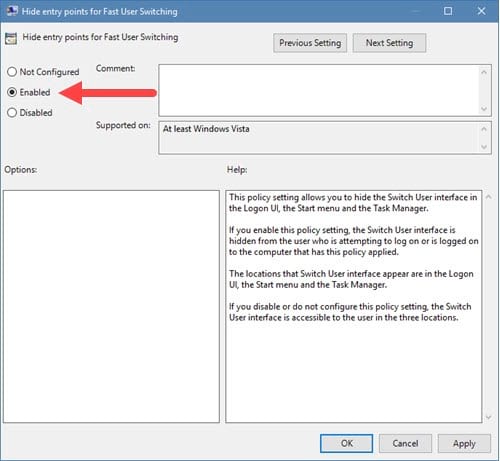 Hide entry points for Fast User Switching
Hide entry points for Fast User Switching
Previous Setting
Next Setting
Not Configured
Comment:
Enabled
Disabled
Supported on:
At least Windows Vista
Options:
Help:
This policy setting allows you to hide the Switch User interface in
the Logon UI, the Start menu and the Task Manager.
If you enable this policy setting, the Switch User interface is
hidden from the user who is attempting to log on or is logged on
to the computer that has this policy applied.
The locations that Switch User interface appear are in the Logon
UI, the Start menu and the Task Manager.
If you disable or do not configure this policy setting, the Switch
User interface is accessible to the user in the three locations.
OK
Cancel
Apply